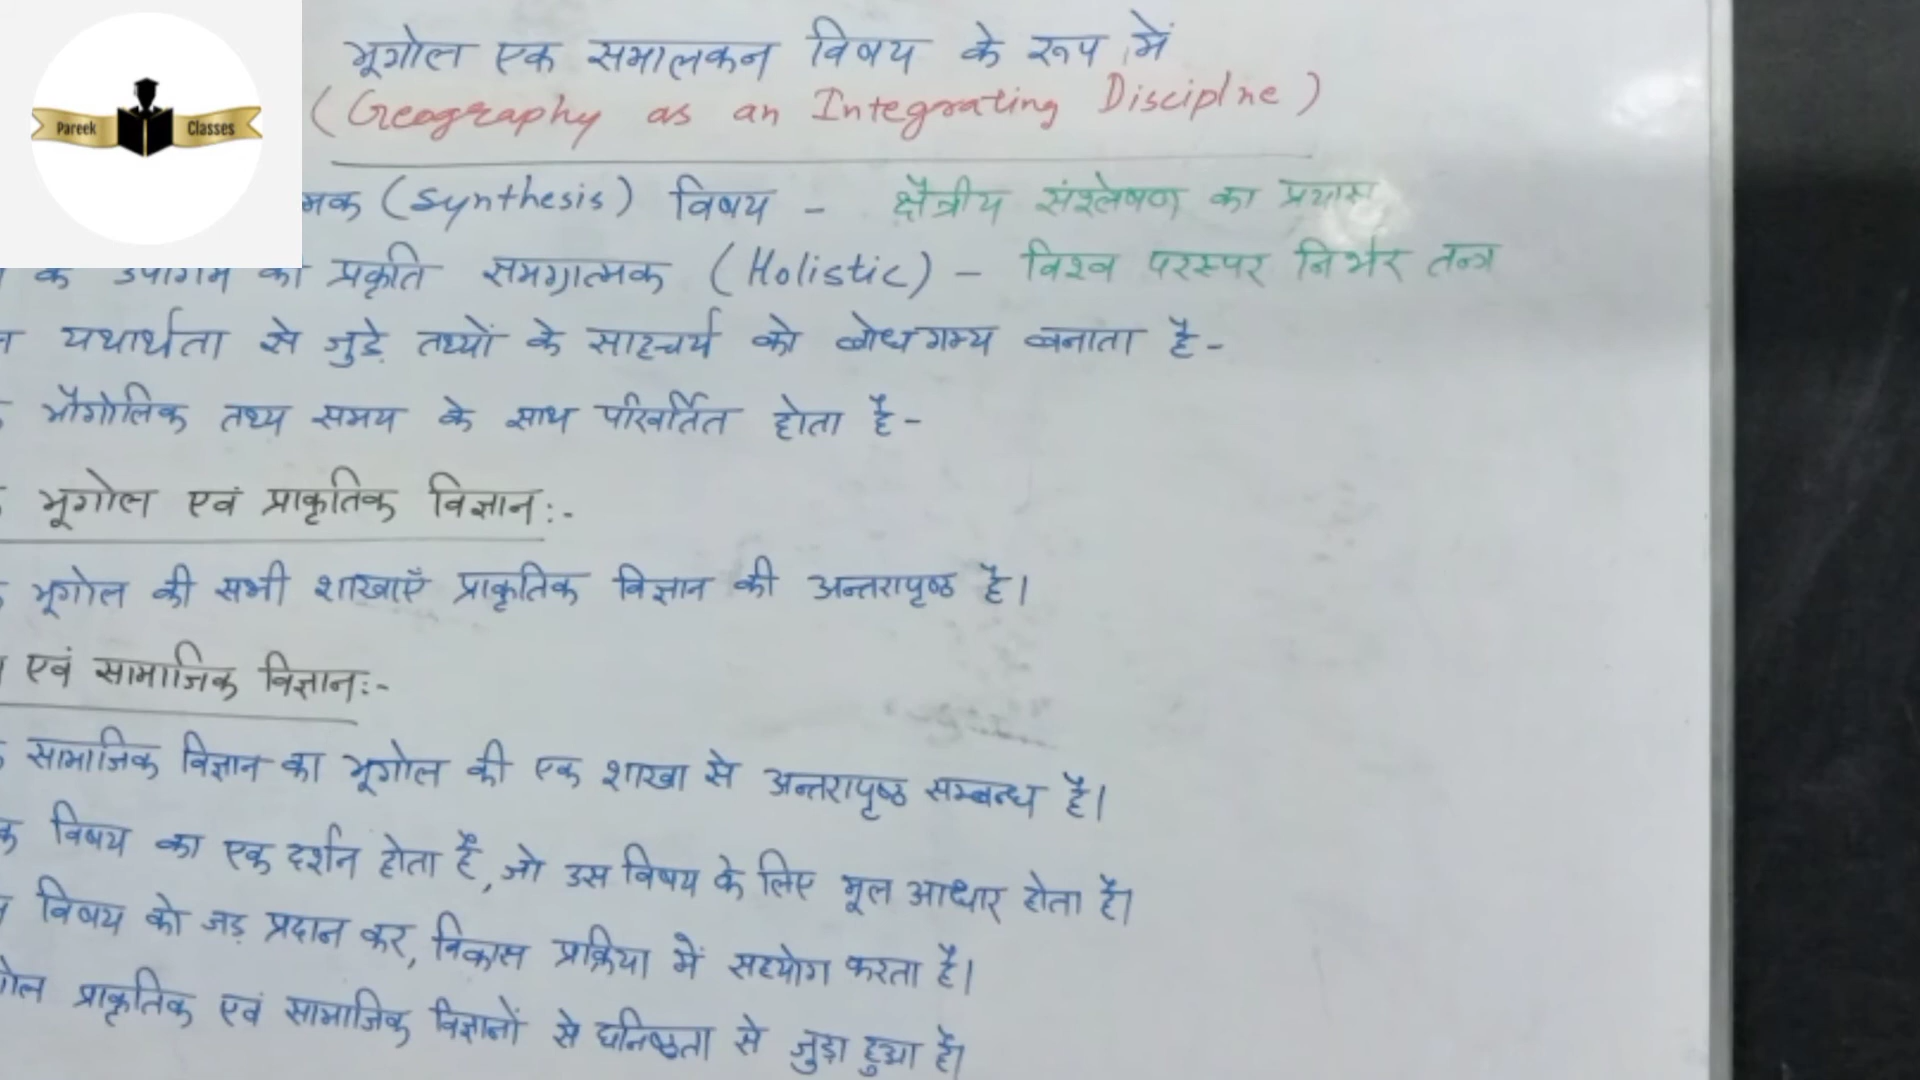 Pareek Classes
भूगोल एक समालकन विषय के रूप में
(Geography as an Integrating Discipline)
(Synthesis) विषय - क्षेत्रीय संश्लेषण का प्रयास
के उपागम की प्रकृति समग्रात्मक (Holistic) - विश्व परस्पर निर्भर तन्त्र
यथार्थता से जुड़े तथ्यों के साहचर्य को बोधगम्य बनाता है-
भौगोलिक तथ्य समय के साथ परिवर्तित होता है-
भूगोल एवं प्राकृतिक विज्ञान:-
भूगोल की सभी शाखाएँ प्राकृतिक विज्ञान की अन्तरापृष्ठ है।
एवं सामाजिक विज्ञान:-
सामाजिक विज्ञान का भूगोल की एक शाखा से अन्तरापृष्ठ सम्बन्ध है।
विषय का एक दर्शन होता है, जो उस विषय के लिए मूल आधार होता है।
विषय को जड़ प्रदान कर, विकास प्रक्रिया में सहयोग करता है।
गोल प्राकृतिक एवं सामाजिक विज्ञानों से घनिष्ठता से जुड़ा हुआ है।